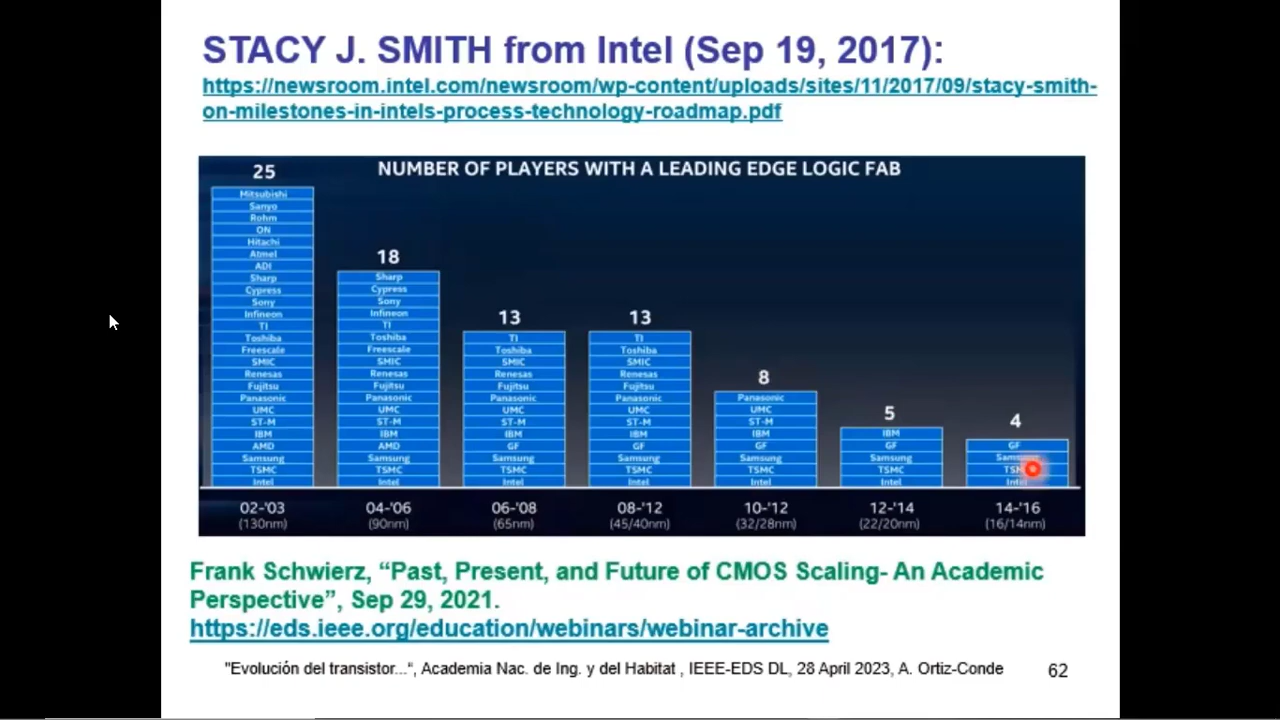 STACY J. SMITH from Intel (Sep 19, 2017):
https://newsroom.intel.com/newsroom/wp-content/uploads/sites/11/2017/09/stacy-smith-
on-milestones-in-intels-process-technology-roadmap.pdf
NUMBER OF PLAYERS WITH A LEADING EDGE LOGIC FAB
25
Mitsubishi
Sanyo
Rohm
ON
Hitachi
Atmel
ADI
Sharp
Cypress
Sony
Infineon
TI
Toshiba
Freescale
SMIC
Renesas
Fujitsu
Panasonic
UMC
ST-M
IBM
AMD
Samsung
TSMC
Intel
02-'03
(130nm)
18
Sharp
Cypress
Sony
Infineon
TI
Toshiba
Freescale
SMIC
Renesas
Fujitsu
Panasonic
UMC
ST-M
IBM
AMD
Samsung
TSMC
Intel
04-'06
(90nm)
13
TI
Toshiba
SMIC
Renesas
Fujitsu
Panasonic
UMC
ST-M
IBM
GF
Samsung
TSMC
Intel
06-'08
(65nm)
13
TI
Toshiba
SMIC
Renesas
Fujitsu
Panasonic
UMC
ST-M
IBM
GF
Samsung
TSMC
Intel
08-'12
(45/40nm)
8
Panasonic
UMC
ST-M
IBM
GF
Samsung
TSMC
Intel
10-'12
(32/28nm)
5
IBM
GF
Samsung
TSMC
Intel
12-'14
(22/20nm)
4
GF
14-'16
(16/14nm)
Frank Schwierz, “Past, Present, and Future of CMOS Scaling- An Academic
Perspective”, Sep 29, 2021.
https://eds.ieee.org/education/webinars/webinar-archive
"Evolución del transistor...“, Academia Nac. de Ing. y del Habitat , IEEE-EDS DL, 28 April 2023, A. Ortiz-Conde
62